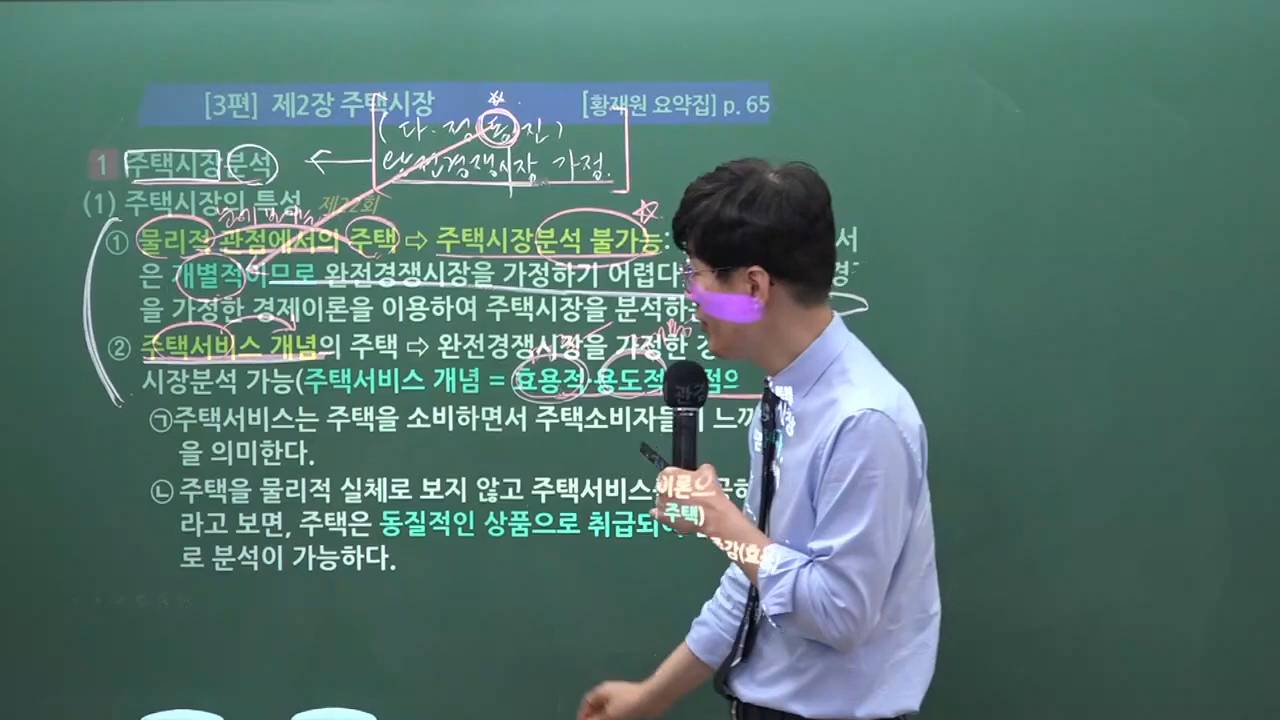 [3편] 제2장 주택시장 [황재원 요약집] p. 65
(다·정 동 진)
완전경쟁시장 가정.
1 주택시장분석
(1) 주택시장의 특성 제22회
① 물리적 관점에서의 주택 ⇨ 주택시장분석 불가능:
은 개별적이므로 완전경쟁시장을 가정하기 어렵다
을 가정한 경제이론을 이용하여 주택시장을 분석하는
② 주택서비스 개념의 주택 ⇨ 완전경쟁시장을 가정한 경
시장분석 가능(주택서비스 개념 = 효용적·용도적
㉠주택서비스는 주택을 소비하면서 주택소비자들이 느끼
을 의미한다.
㉡ 주택을 물리적 실체로 보지 않고 주택서비스
라고 보면, 주택은 동질적인 상품으로 취급되어
로 분석이 가능하다.